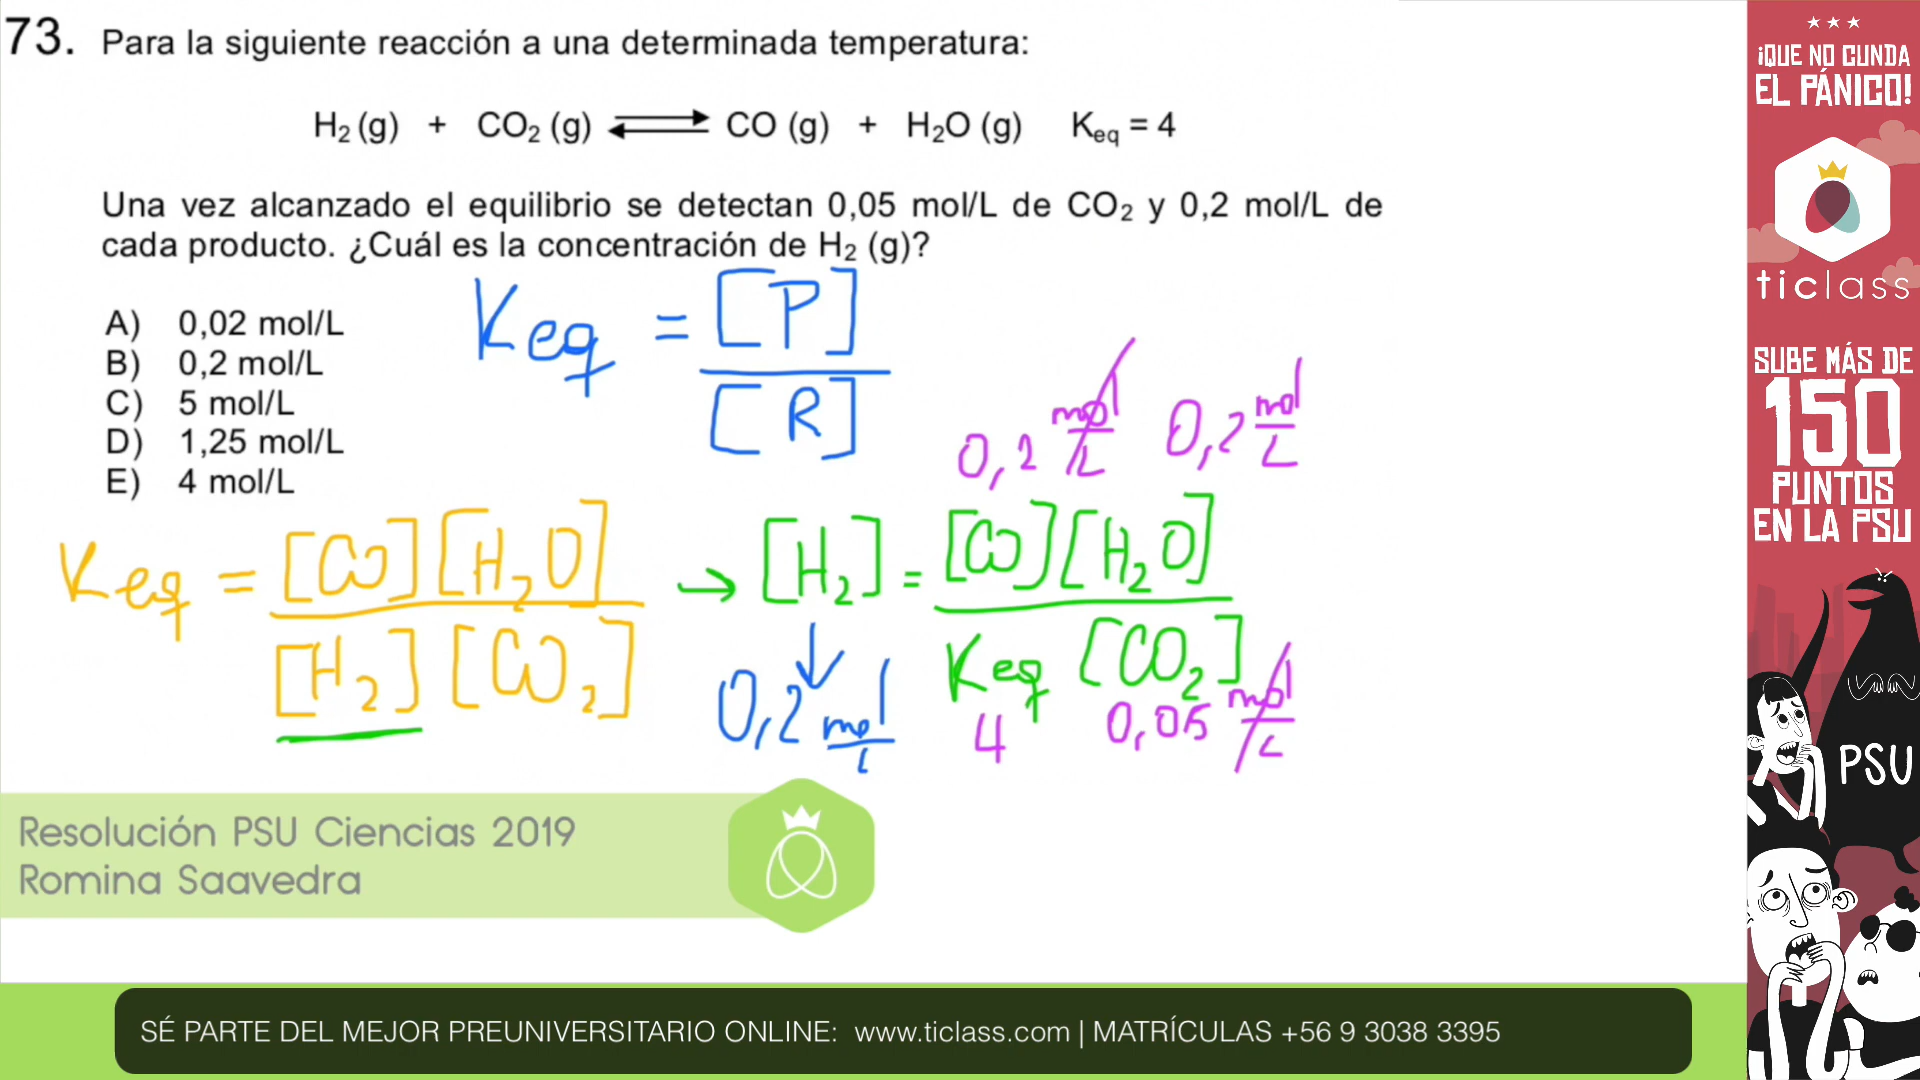 73. Para la siguiente reacción a una determinada temperatura:
H₂ (g) + CO₂ (g) ⇌ CO (g) + H₂O (g) Keq = 4
Una vez alcanzado el equilibrio se detectan 0,05 mol/L de CO₂ y 0,2 mol/L de
cada producto. ¿Cuál es la concentración de H₂ (g)?
A) 0,02 mol/L
B) 0,2 mol/L
C) 5 mol/L
D) 1,25 mol/L
E) 4 mol/L
Keq = [P]
[R]
0,2 mol/L 0,2 mol/L
Keq = [CO][H₂O]
[H₂][CO₂]
→ [H₂] = [CO][H₂O]
Keq [CO₂]
0,2 mol/L
4 0,05 mol/L
Resolución PSU Ciencias 2019
Romina Saavedra
SÉ PARTE DEL MEJOR PREUNIVERSITARIO ONLINE: www.ticlass.com | MATRÍCULAS +56 9 3038 3395
¡QUE NO CUNDA
EL PÁNICO!
ticlass
SUBE MÁS DE
150
PUNTOS
EN LA PSU
PSU